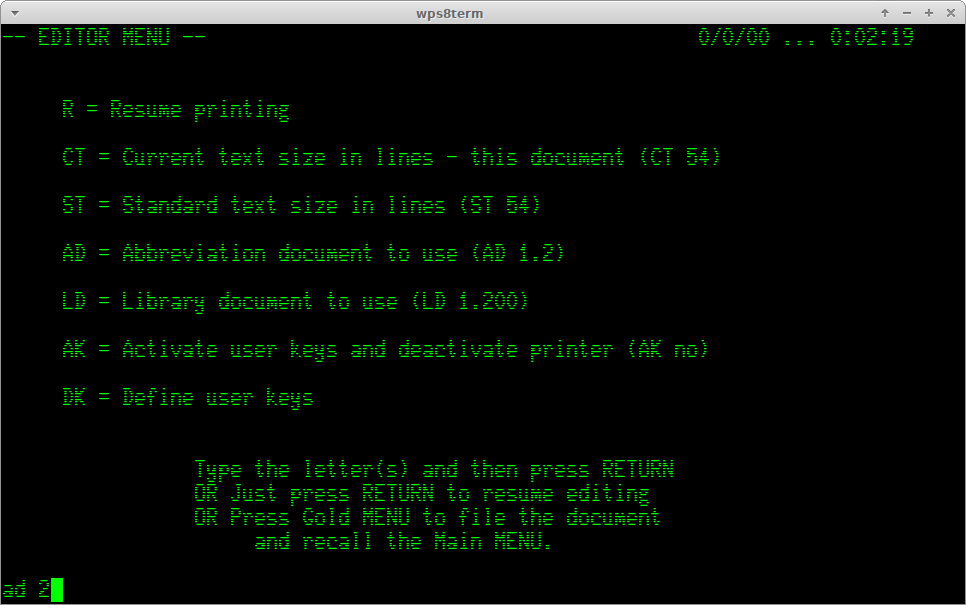 wps8term
-- EDITOR MENU -- 0/0/00 ... 0:02:19
R = Resume printing
CT = Current text size in lines - this document (CT 54)
ST = Standard text size in lines (ST 54)
AD = Abbreviation document to use (AD 1.2)
LD = Library document to use (LD 1.200)
AK = Activate user keys and deactivate printer (AK no)
DK = Define user keys
Type the letter(s) and then press RETURN
OR Just press RETURN to resume editing
OR Press Gold MENU to file the document
and recall the Main MENU.
ad 2